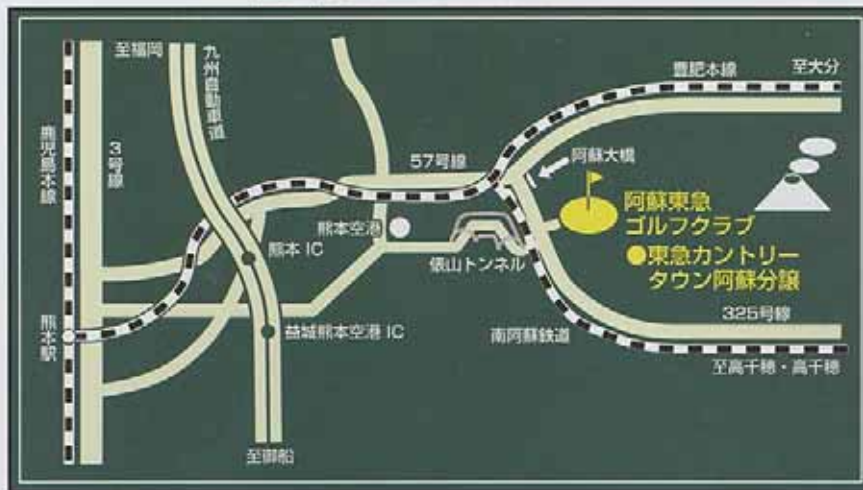 至福岡
九州自動車道
鹿児島本線
3号線
豊肥本線
至大分
57号線
阿蘇大橋
熊本空港
阿蘇東急
ゴルフクラブ
熊本 IC
俵山トンネル
●東急カントリー
タウン阿蘇分譲
325号線
熊本駅
益城熊本空港 IC
南阿蘇鉄道
至高千穂・高千穂
至御船